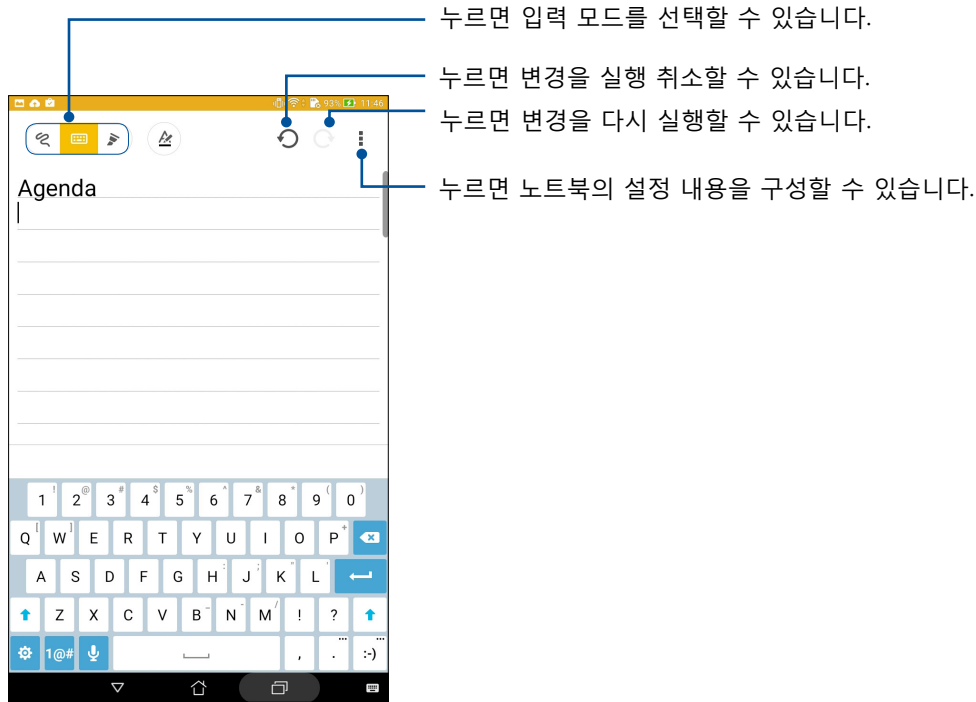 누르면 입력 모드를 선택할 수 있습니다.
누르면 변경을 실행 취소할 수 있습니다.
누르면 변경을 다시 실행할 수 있습니다.
누르면 노트북의 설정 내용을 구성할 수 있습니다.
93% 11:46
Agenda
1 ! 2 @ 3 # 4 $ 5 % 6 ^ 7 & 8 * 9 ( 0 )
Q [ W ] E R T Y U I O P +
A S D F G H : J ; K " L '
Z X C V B _ N - M / ! ?
1@# , . ... :-) ...